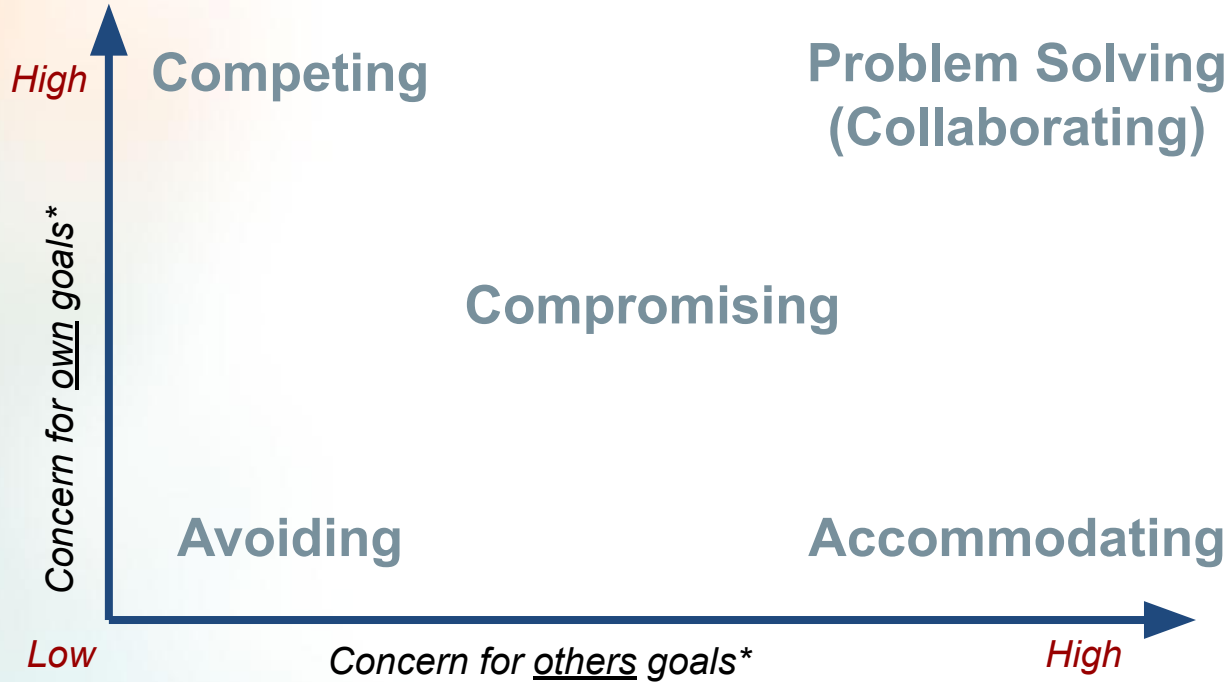 High
Competing
Problem Solving
(Collaborating)
Concern for own goals*
Compromising
Avoiding
Accommodating
Low
Concern for others goals*
High